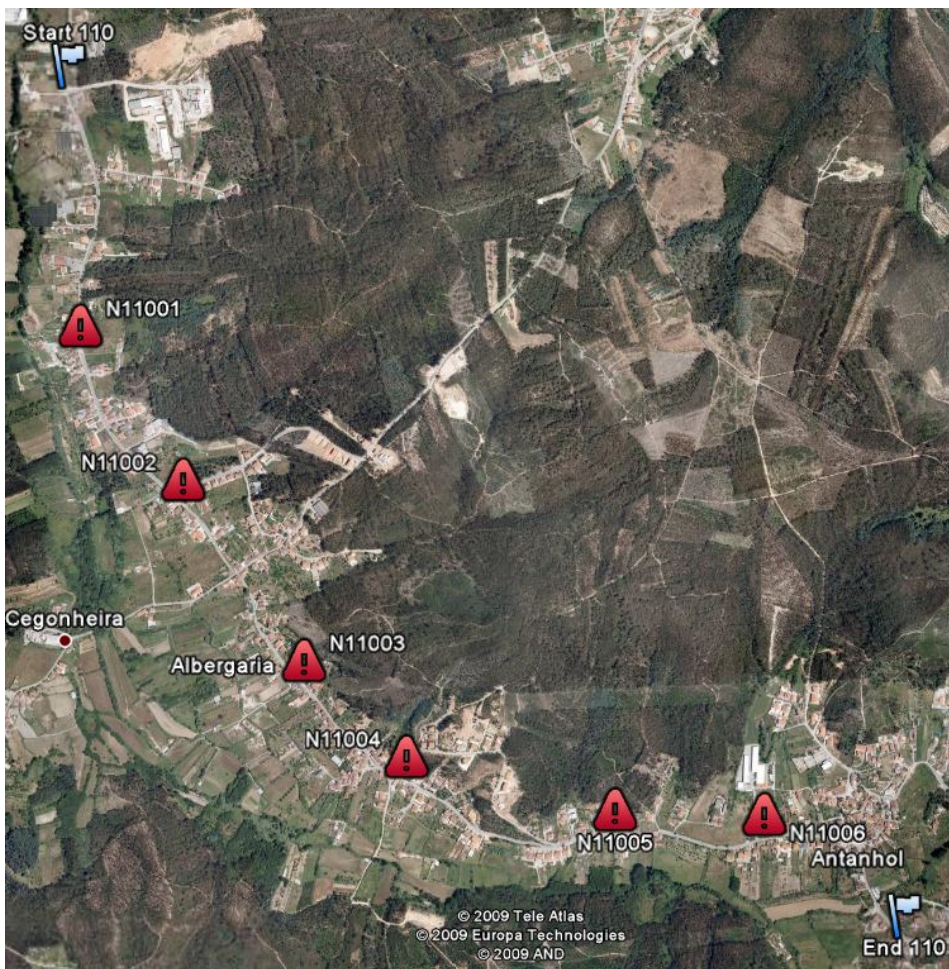 Start 110
N11001
N11002
Cegonheira
N11003
Albergaria
N11004
N11005
N11006
Antanhol
© 2009 Tele Atlas
© 2009 Europa Technologies
© 2009 AND
End 110